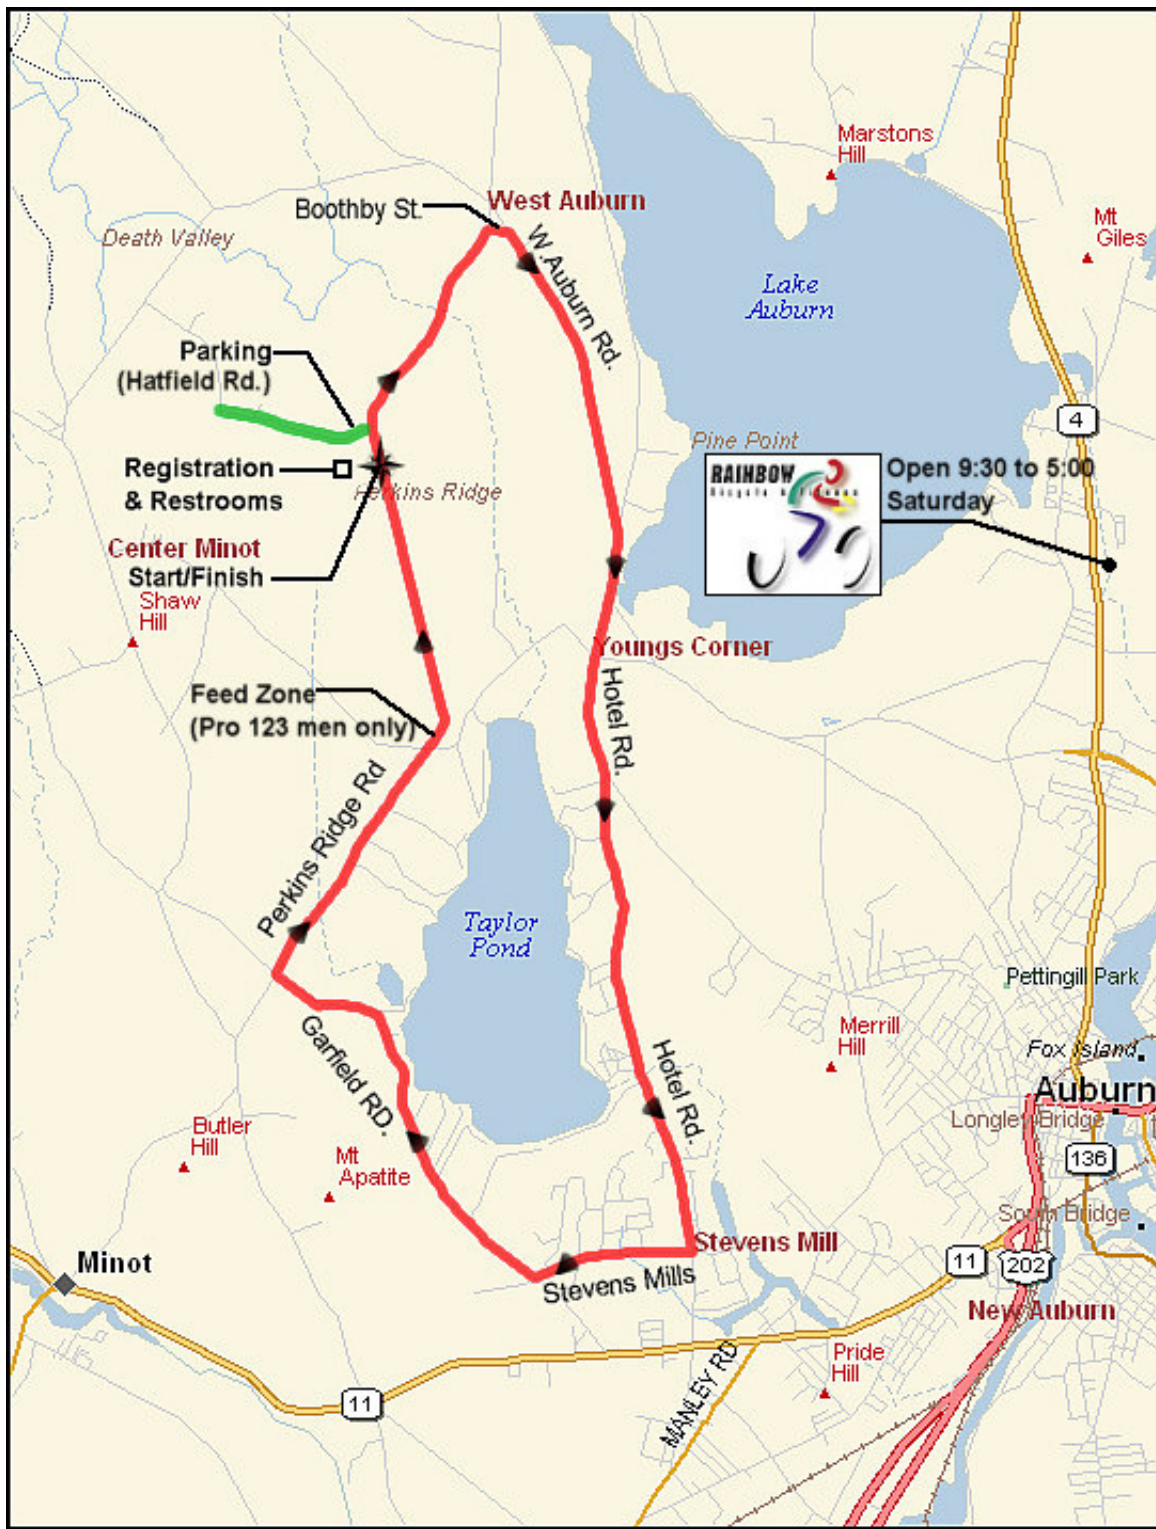 Marstons
Hill
West Auburn
Boothby St.
Mt
Giles
Death Valley
W.Auburn Rd.
Lake
Auburn
Parking
(Hatfield Rd.)
4
Pine Point
RAINBOW
Bicycle & Fitness
Open 9:30 to 5:00
Saturday
Registration
& Restrooms
Perkins Ridge
Center Minot
Start/Finish
Shaw
Hill
Youngs Corner
Hotel Rd.
Feed Zone
(Pro 123 men only)
Perkins Ridge Rd
Taylor
Pond
Pettingill Park
Garfield RD.
Merrill
Hill
Hotel Rd.
Fox Island
Auburn
Longley Bridge
Butler
Hill
Mt
Apatite
136
South Bridge
Stevens Mill
Minot
11
202
Stevens Mills
New Auburn
MANLEY RD
Pride
Hill
11